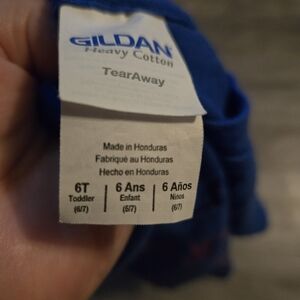 GILDAN
Heavy Cotton
TearAway
Made in Honduras
Fabriqué au Honduras
Hecho en Honduras
6T | 6 Ans | 6 Años
Toddler | Enfant | Ninos
(6/7) | (6/7) | (6/7)